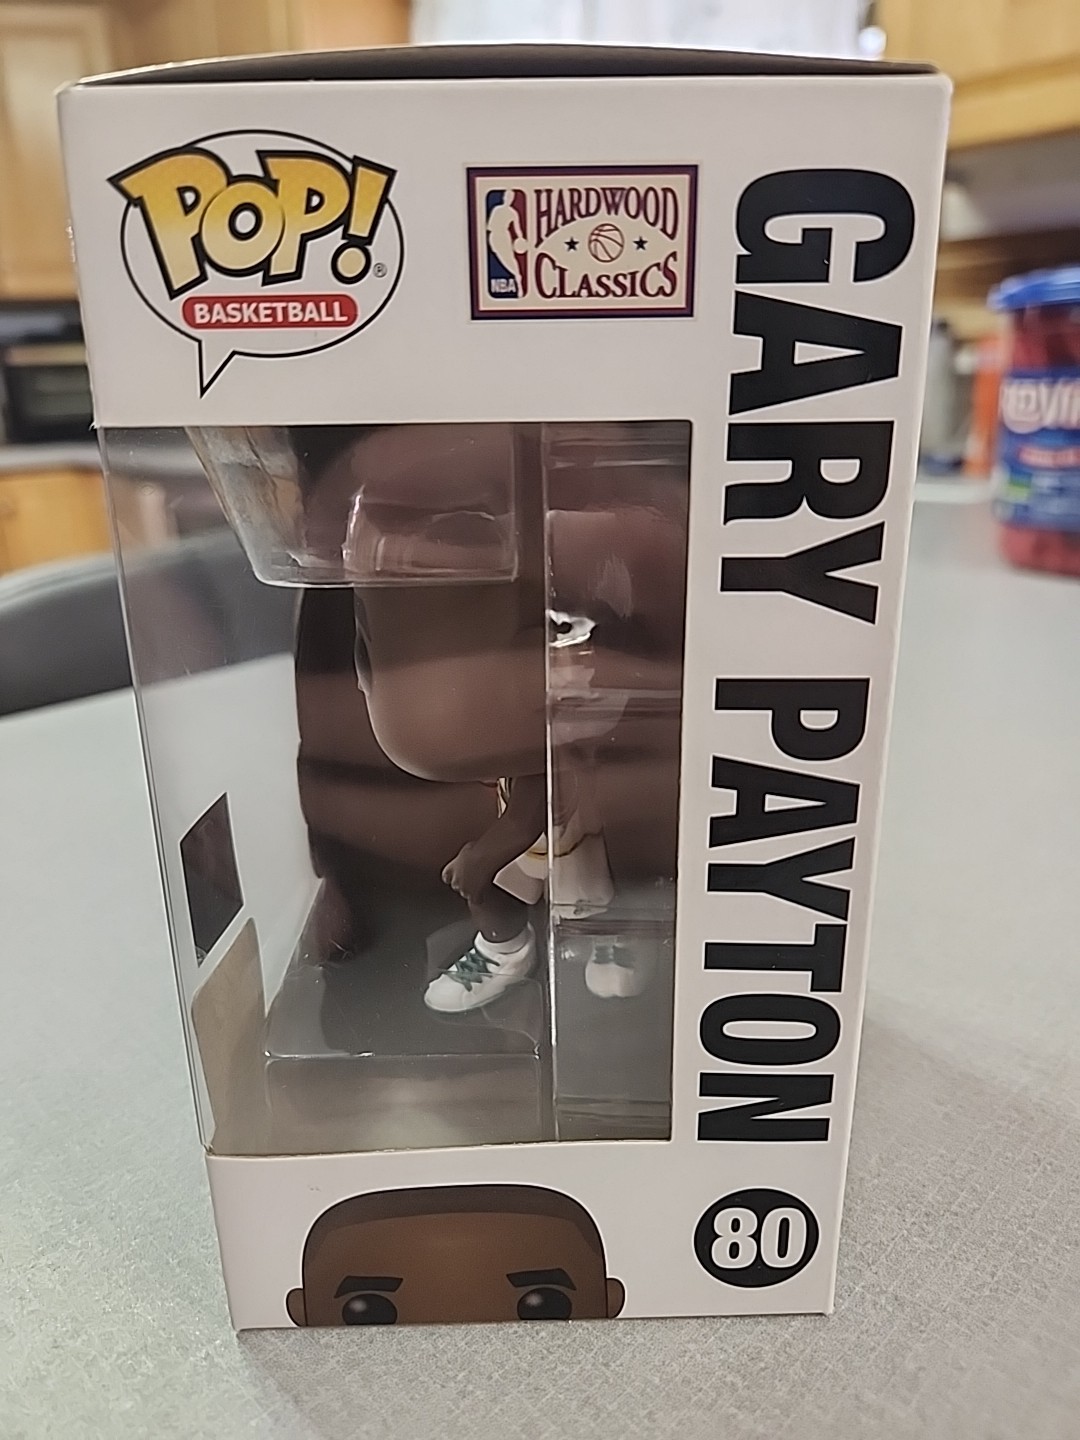 POP!
BASKETBALL
HARDWOOD
CLASSICS
NBA
GARY PAYTON
80